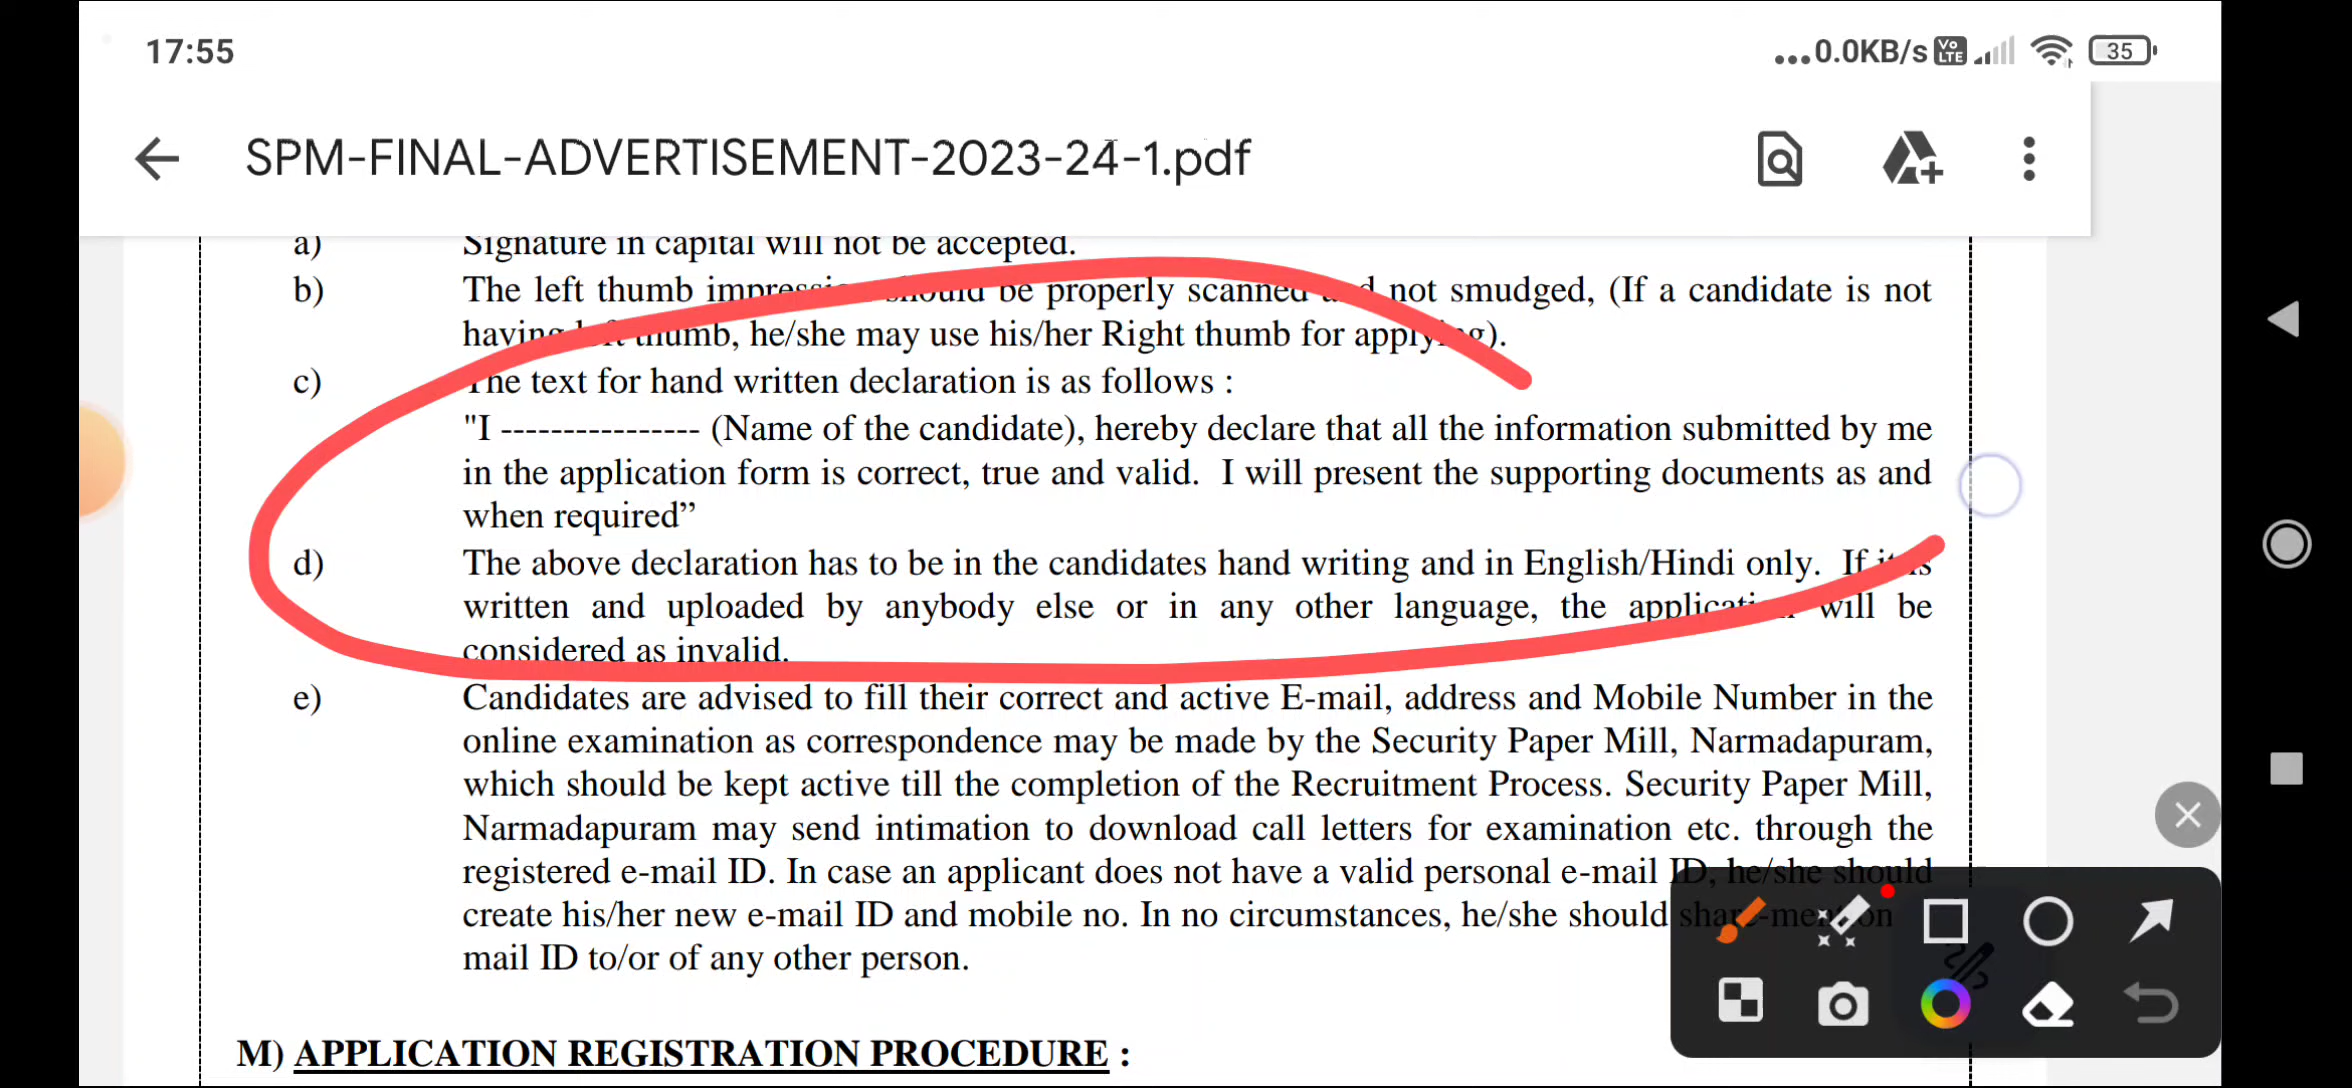 17:55
...0.0KB/s Vo LTE 35
SPM-FINAL-ADVERTISEMENT-2023-24-1.pdf
a) Signature in capital will not be accepted.
b) The left thumb should be properly scanned not smudged, (If a candidate is not
having thumb, he/she may use his/her Right thumb for applying).
c) The text for hand written declaration is as follows :
"I ---------------- (Name of the candidate), hereby declare that all the information submitted by me
in the application form is correct, true and valid. I will present the supporting documents as and
when required”
d) The above declaration has to be in the candidates hand writing and in English/Hindi only. If it is
written and uploaded by anybody else or in any other language, the application will be
considered as invalid.
e) Candidates are advised to fill their correct and active E-mail, address and Mobile Number in the
online examination as correspondence may be made by the Security Paper Mill, Narmadapuram,
which should be kept active till the completion of the Recruitment Process. Security Paper Mill,
Narmadapuram may send intimation to download call letters for examination etc. through the
registered e-mail ID. In case an applicant does not have a valid personal e-mail ID, he/she should
create his/her new e-mail ID and mobile no. In no circumstances, he/she should
mail ID to/or of any other person.
M) APPLICATION REGISTRATION PROCEDURE :